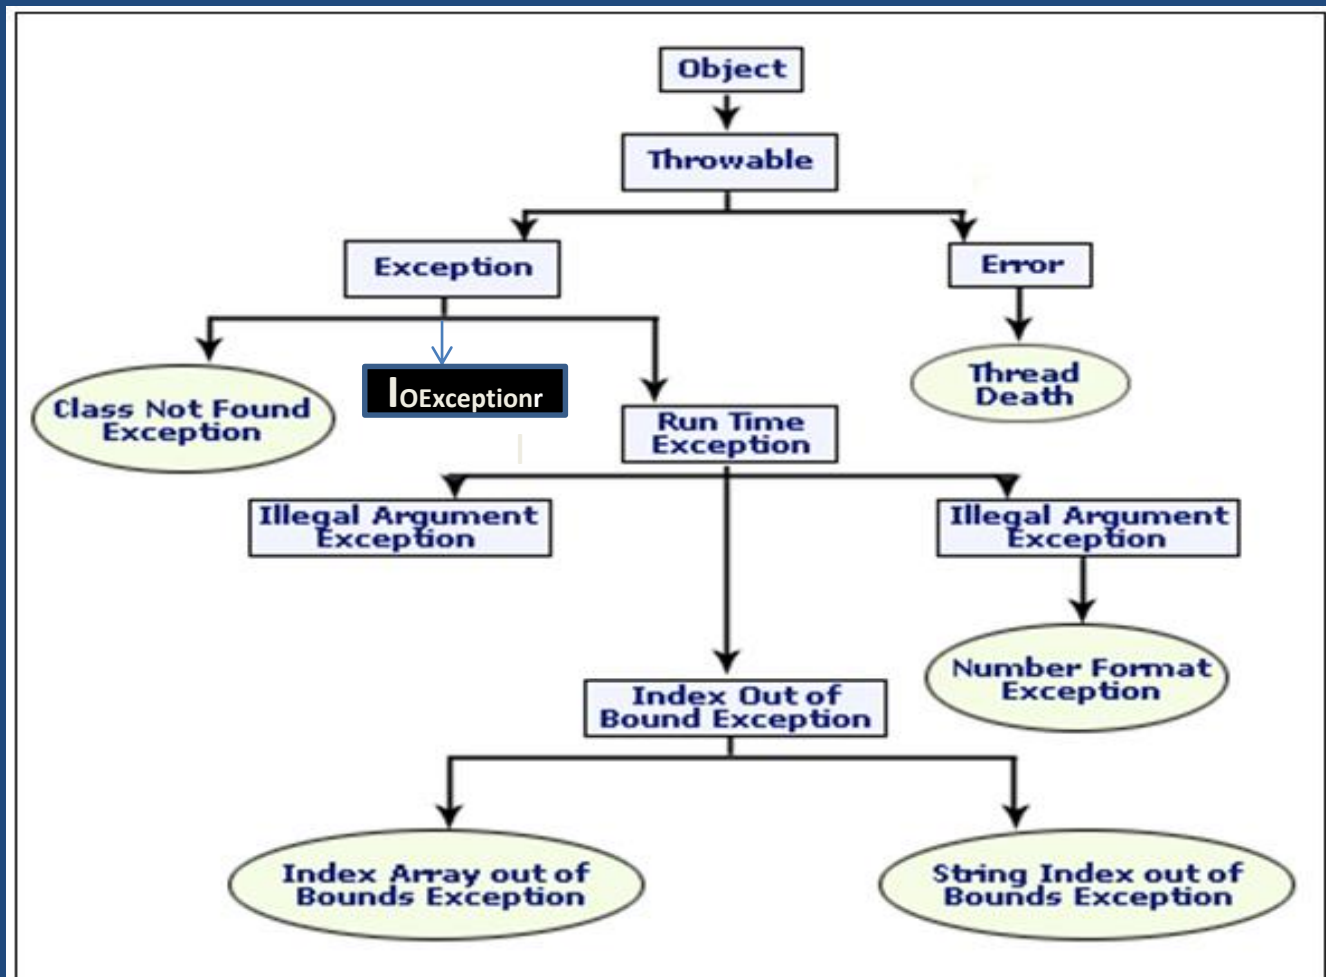 Object
Throwable
Exception
Error
Class Not Found
Exception
IOExceptionr
Run Time
Exception
Thread
Death
Illegal Argument
Exception
Illegal Argument
Exception
Number Format
Exception
Index Out of
Bound Exception
Index Array out of
Bounds Exception
String Index out of
Bounds Exception